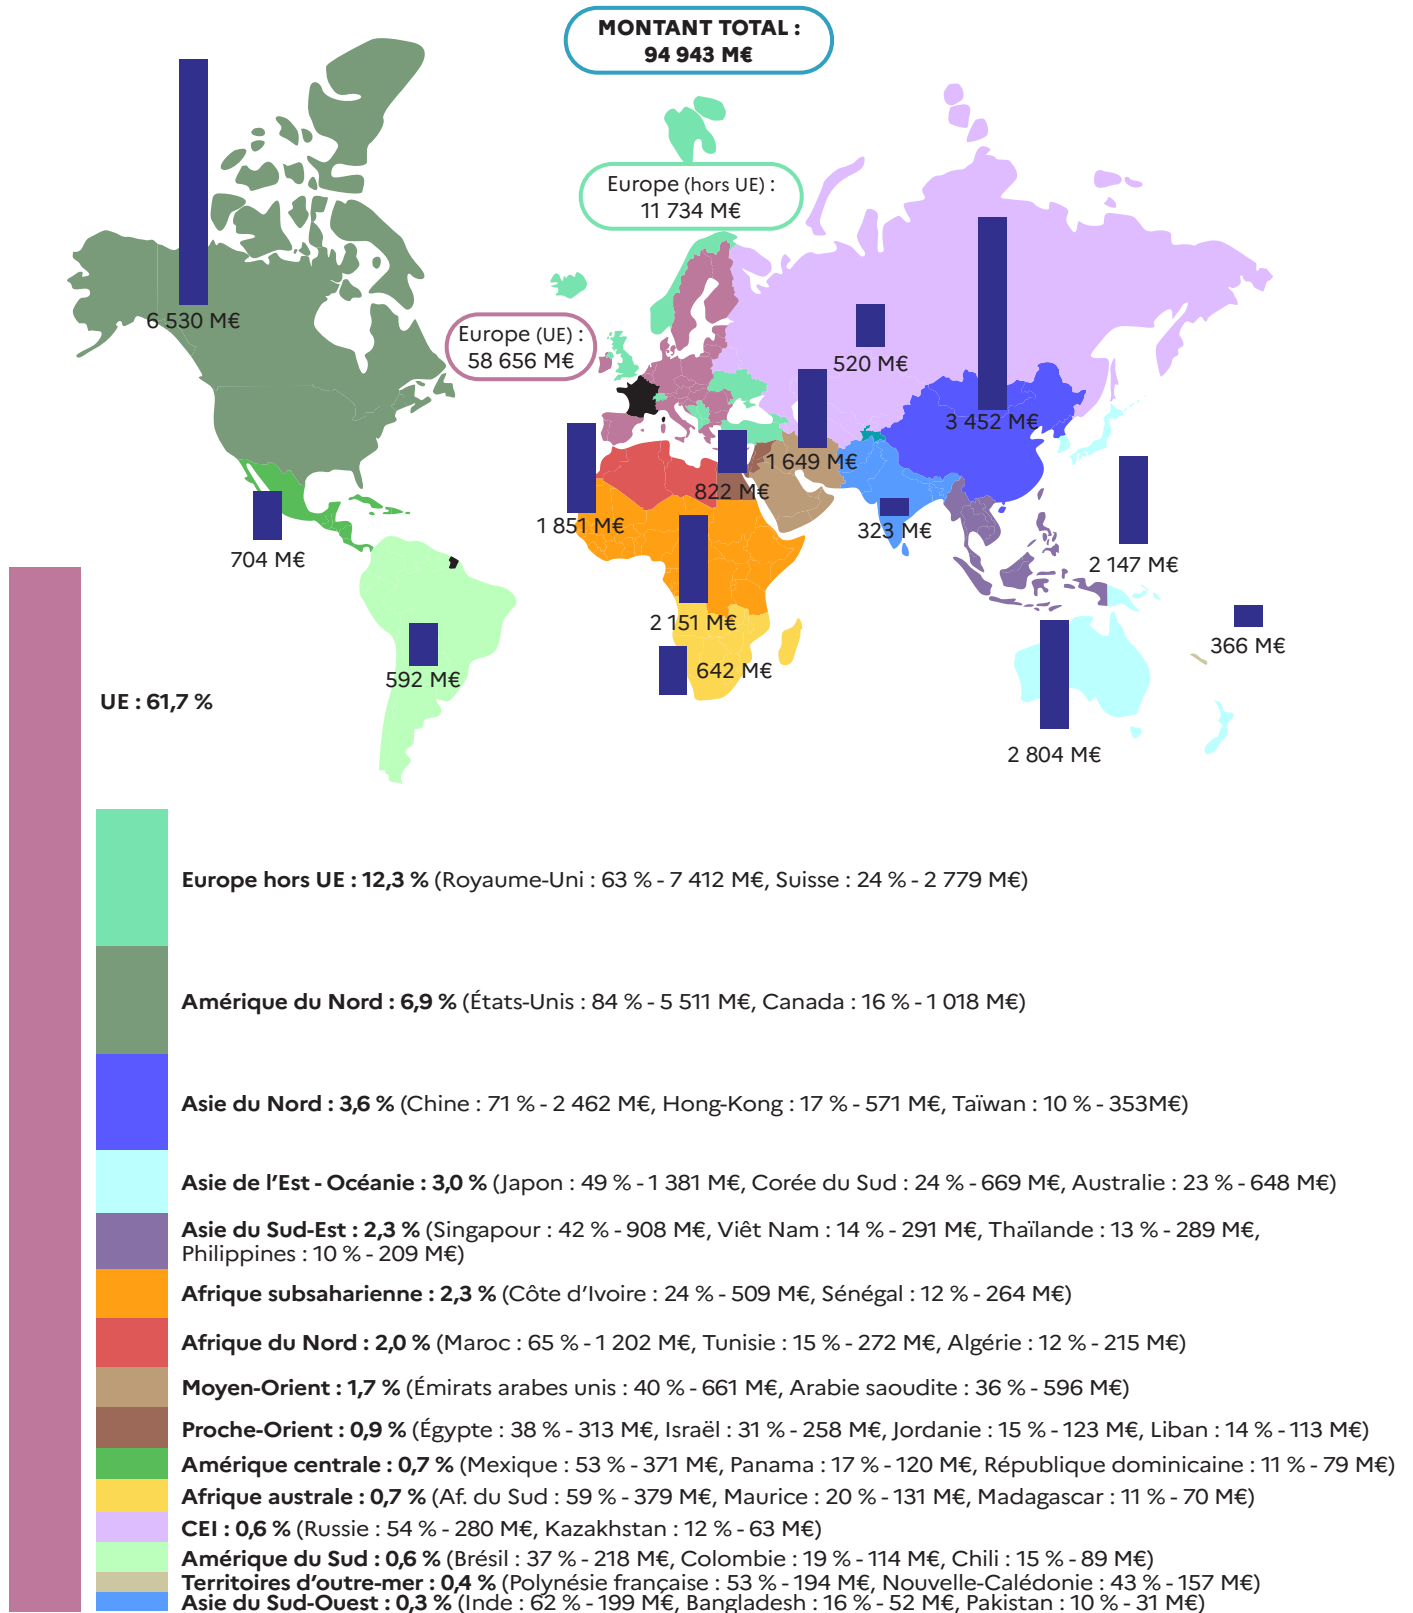 MONTANT TOTAL :
94 943 M€
Europe (hors UE) :
11 734 M€
6 530 M€
Europe (UE) :
58 656 M€
520 M€
3 452 M€
1 649 M€
822 M€
1 851 M€
323 M€
704 M€
2 147 M€
2 151 M€
366 M€
592 M€
642 M€
2 804 M€
UE : 61,7 %
Europe hors UE : 12,3 % (Royaume-Uni : 63 % - 7 412 M€, Suisse : 24 % - 2 779 M€)
Amérique du Nord : 6,9 % (États-Unis : 84 % - 5 511 M€, Canada : 16 % - 1 018 M€)
Asie du Nord : 3,6 % (Chine : 71 % - 2 462 M€, Hong-Kong : 17 % - 571 M€, Taïwan : 10 % - 353M€)
Asie de l'Est - Océanie : 3,0 % (Japon : 49 % - 1 381 M€, Corée du Sud : 24 % - 669 M€, Australie : 23 % - 648 M€)
Asie du Sud-Est : 2,3 % (Singapour : 42 % - 908 M€, Viêt Nam : 14 % - 291 M€, Thaïlande : 13 % - 289 M€,
Philippines : 10 % - 209 M€)
Afrique subsaharienne : 2,3 % (Côte d'Ivoire : 24 % - 509 M€, Sénégal : 12 % - 264 M€)
Afrique du Nord : 2,0 % (Maroc : 65 % - 1 202 M€, Tunisie : 15 % - 272 M€, Algérie : 12 % - 215 M€)
Moyen-Orient : 1,7 % (Émirats arabes unis : 40 % - 661 M€, Arabie saoudite : 36 % - 596 M€)
Proche-Orient : 0,9 % (Égypte : 38 % - 313 M€, Israël : 31 % - 258 M€, Jordanie : 15 % - 123 M€, Liban : 14 % - 113 M€)
Amérique centrale : 0,7 % (Mexique : 53 % - 371 M€, Panama : 17 % - 120 M€, République dominicaine : 11 % - 79 M€)
Afrique australe : 0,7 % (Af. du Sud : 59 % - 379 M€, Maurice : 20 % - 131 M€, Madagascar : 11 % - 70 M€)
CEI : 0,6 % (Russie : 54 % - 280 M€, Kazakhstan : 12 % - 63 M€)
Amérique du Sud : 0,6 % (Brésil : 37 % - 218 M€, Colombie : 19 % - 114 M€, Chili : 15 % - 89 M€)
Territoires d'outre-mer : 0,4 % (Polynésie française : 53 % - 194 M€, Nouvelle-Calédonie : 43 % - 157 M€)
Asie du Sud-Ouest : 0,3 % (Inde : 62 % - 199 M€, Bangladesh : 16 % - 52 M€, Pakistan : 10 % - 31 M€)